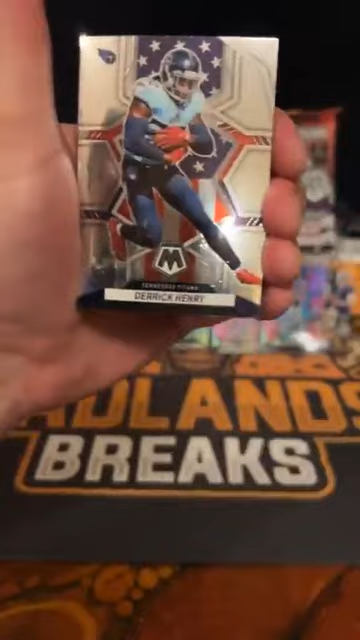 M
TENNESSEE TITANS
DERRICK HENRY
ADLANDS
BREAKS